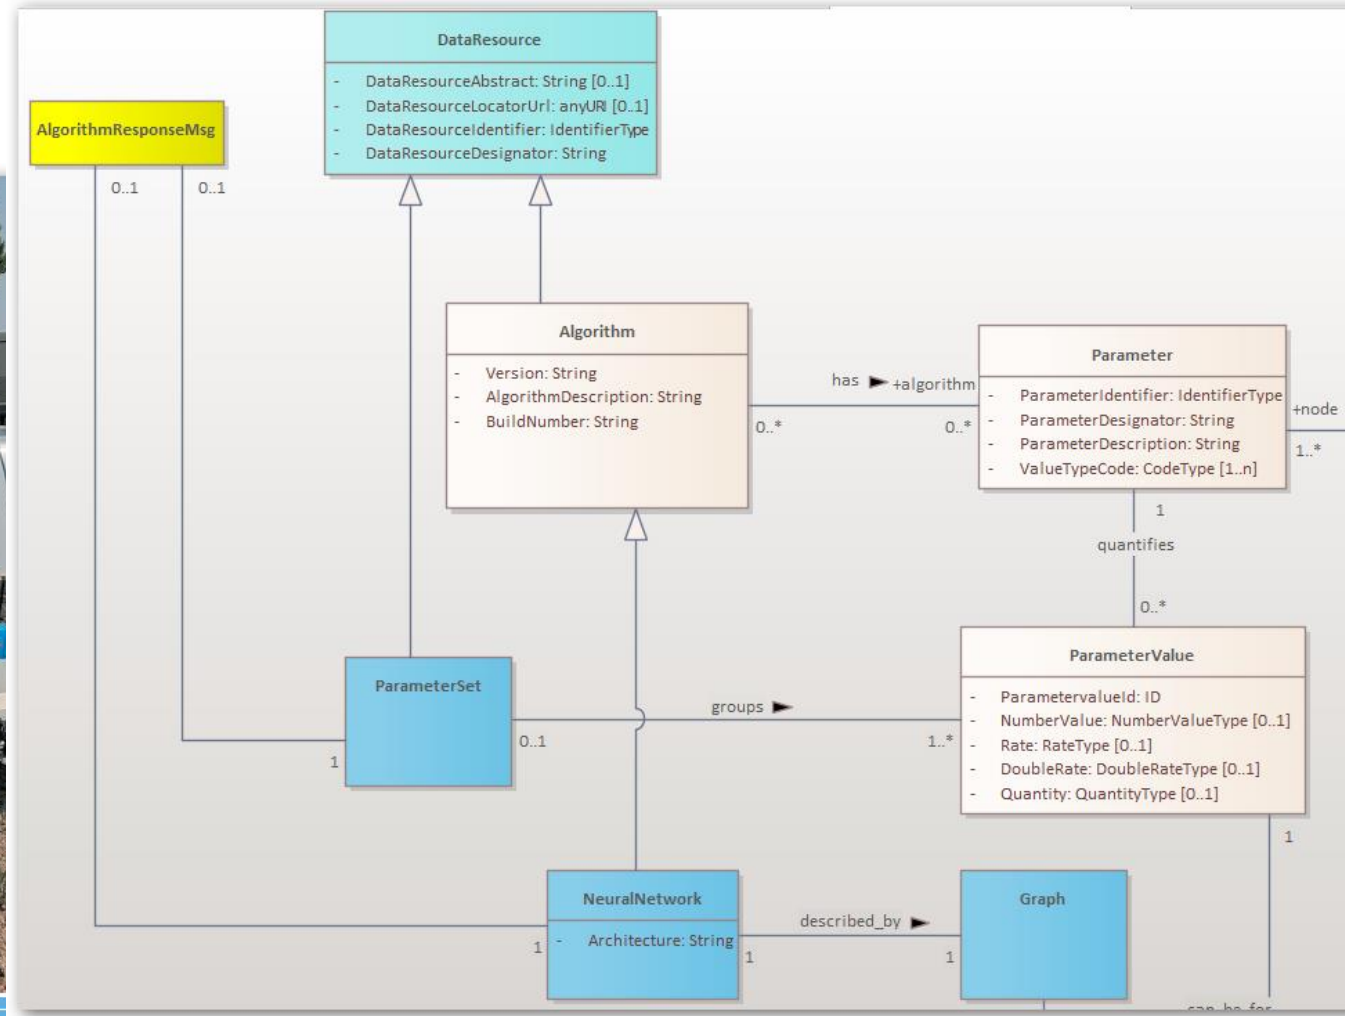 DataResource
- DataResourceAbstract: String [0..1]
- DataResourceLocatorUrl: anyURI [0..1]
- DataResourceIdentifier: IdentifierType
- DataResourceDesignator: String
AlgorithmResponseMsg
0..1
0..1
Algorithm
- Version: String
- AlgorithmDescription: String
- BuildNumber: String
has
+algorithm
0..*
0..*
Parameter
- ParameterIdentifier: IdentifierType
- ParameterDesignator: String
- ParameterDescription: String
- ValueTypeCode: CodeType [1..n]
+node
1..*
1
quantifies
0..*
ParameterSet
1
0..1
groups
1..*
ParameterValue
- ParametervalueId: ID
- NumberValue: NumberValueType [0..1]
- Rate: RateType [0..1]
- DoubleRate: DoubleRateType [0..1]
- Quantity: QuantityType [0..1]
1
NeuralNetwork
- Architecture: String
1
1
described_by
1
Graph
can_be_for